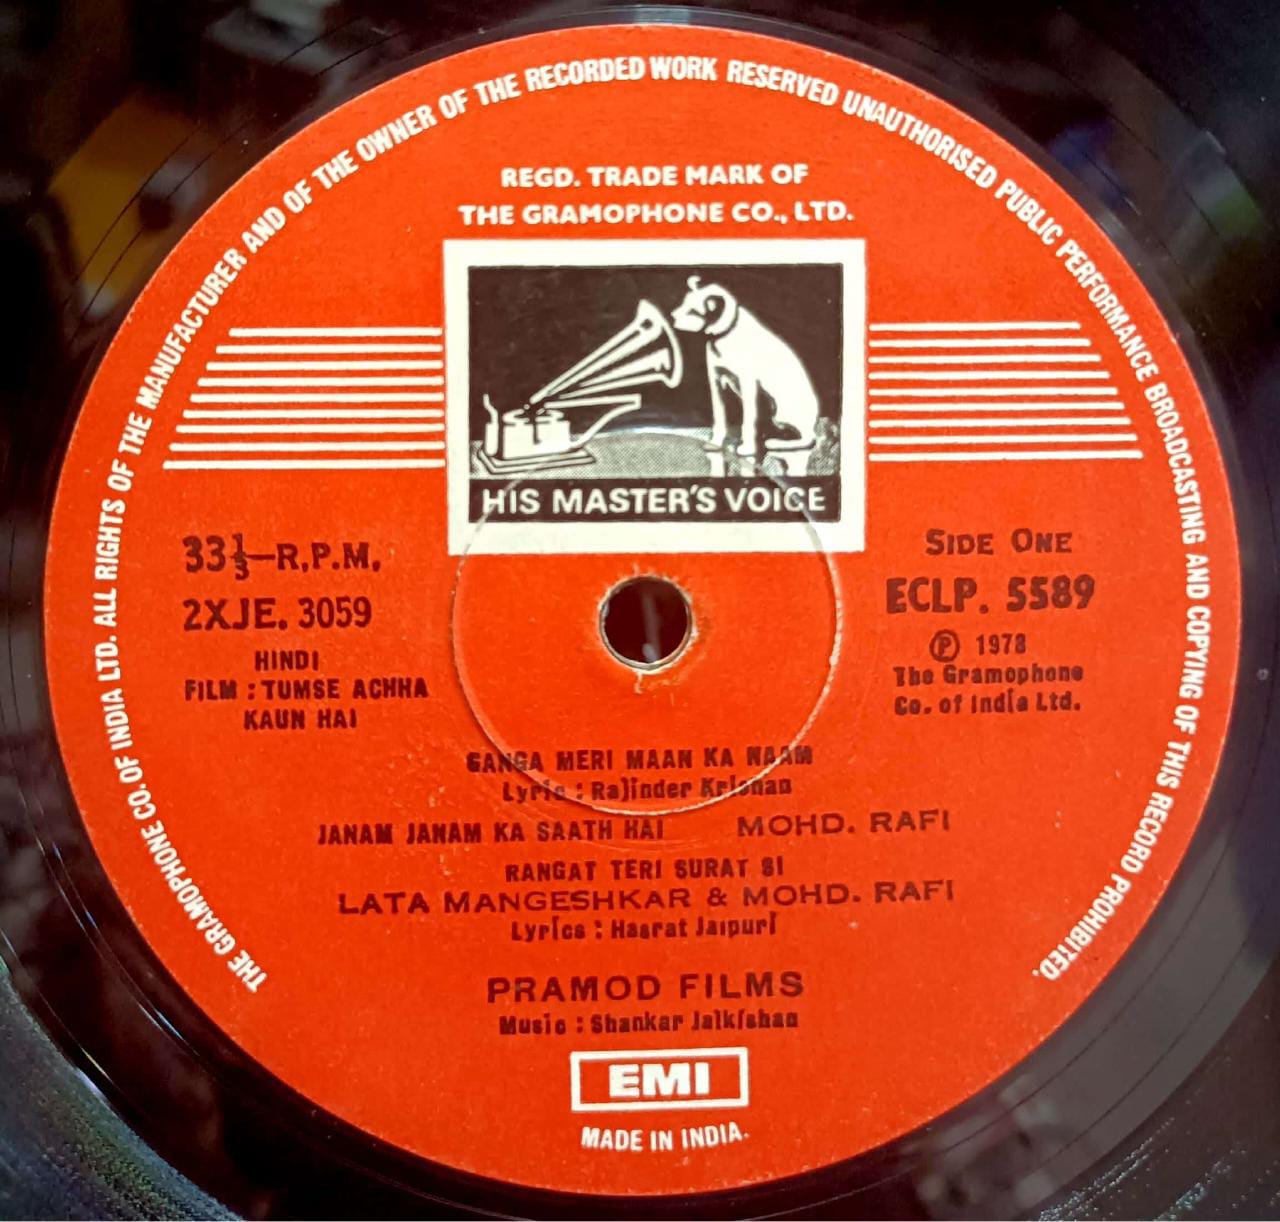 THE GRAMOPHONE CO. OF INDIA LTD. ALL RIGHTS OF THE MANUFACTURER AND OF THE OWNER OF THE RECORDED WORK RESERVED UNAUTHORISED PUBLIC PERFORMANCE BROADCASTING AND COPYING OF THIS RECORD PROHIBITED.
REGD. TRADE MARK OF
THE GRAMOPHONE CO., LTD.
HIS MASTER'S VOICE
33⅓—R.P.M.
2XJE. 3059
HINDI
FILM : TUMSE ACHHA
KAUN HAI
SIDE ONE
ECLP. 5589
Ⓟ 1978
The Gramophone
Co. of India Ltd.
GANGA MERI MAAN KA NAAM
Lyric : Rajinder Krishan
JANAM JANAM KA SAATH HAI MOHD. RAFI
RANGAT TERI SURAT SI
LATA MANGESHKAR & MOHD. RAFI
Lyrics : Hasrat Jaipuri
PRAMOD FILMS
Music : Shankar Jaikishan
EMI
MADE IN INDIA.